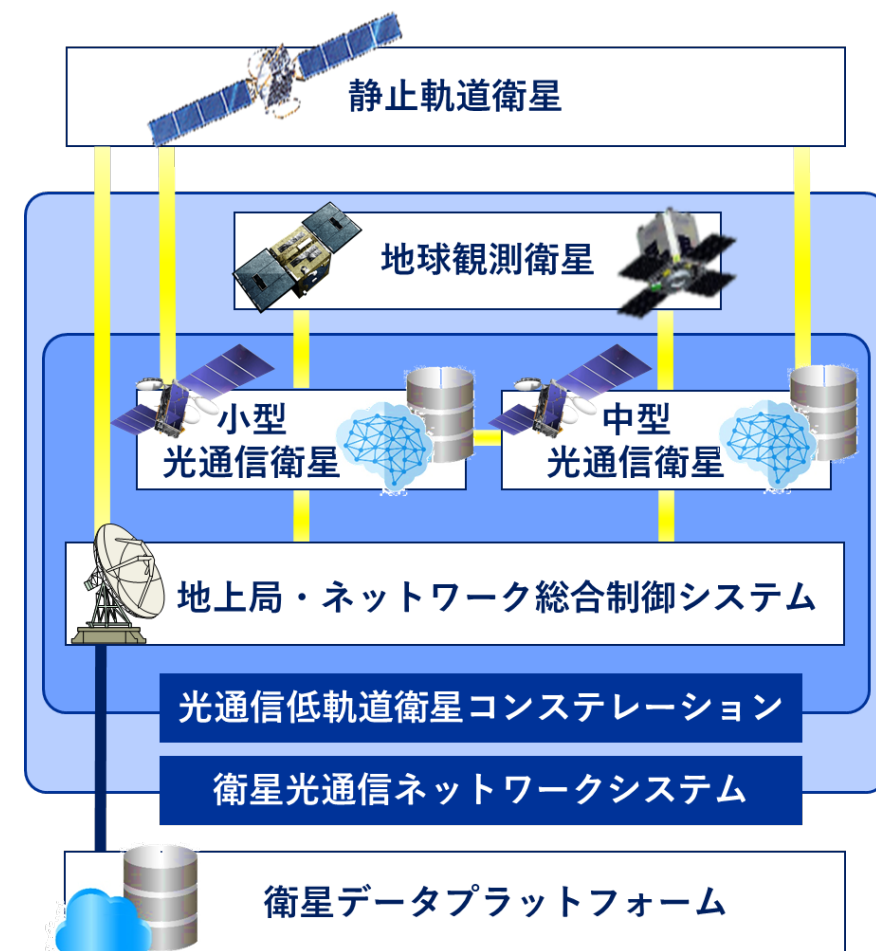 静止軌道衛星
地球観測衛星
小型
光通信衛星
中型
光通信衛星
地上局・ネットワーク総合制御システム
光通信低軌道衛星コンステレーション
衛星光通信ネットワークシステム
衛星データプラットフォーム